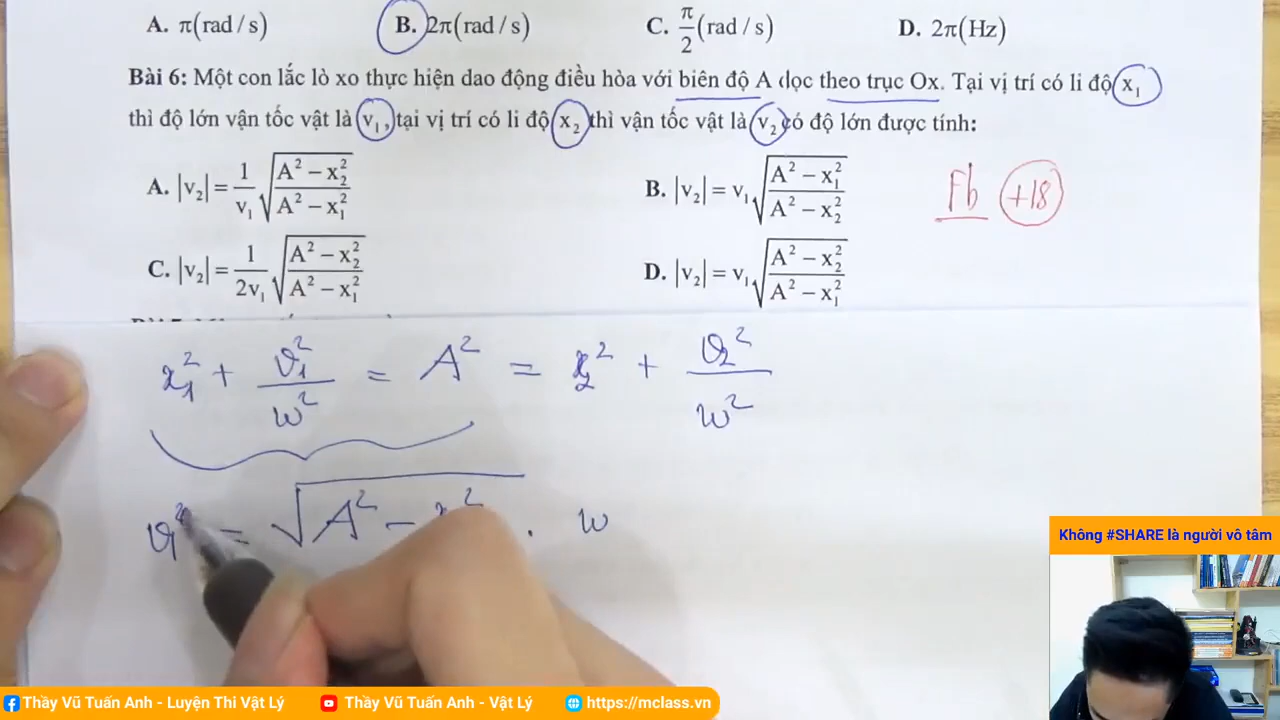 A. π(rad/s) B. 2π(rad/s) C. π/2(rad/s) D. 2π(Hz)
Bài 6: Một con lắc lò xo thực hiện dao động điều hòa với biên độ A dọc theo trục Ox. Tại vị trí có li độ x₁
thì độ lớn vận tốc vật là v₁, tại vị trí có li độ x₂ thì vận tốc vật là v₂ có độ lớn được tính:
A. |v₂| = 1/v₁ √((A² − x₂²)/(A² − x₁²)) B. |v₂| = v₁ √((A² − x₁²)/(A² − x₂²))
Fb +18
C. |v₂| = 1/(2v₁) √((A² − x₂²)/(A² − x₁²)) D. |v₂| = v₁ √((A² − x₂²)/(A² − x₁²))
x₁² + v₁²/w² = A² = x₂² + v₂²/w²
v₁ = √(A² − . w
Không #SHARE là người vô tâm
Thầy Vũ Tuấn Anh - Luyện Thi Vật Lý Thầy Vũ Tuấn Anh - Vật Lý https://mclass.vn